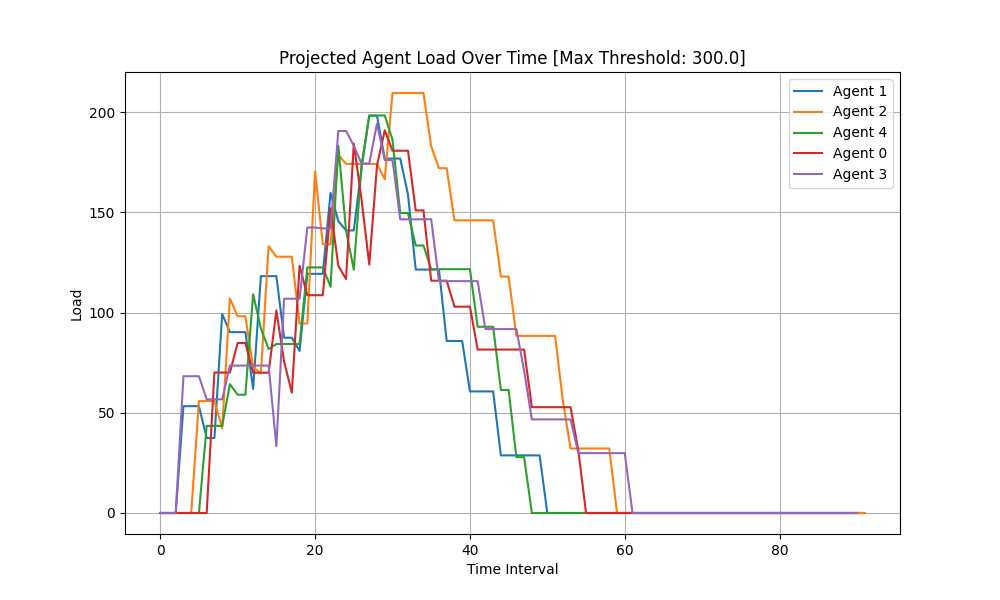 Projected Agent Load Over Time [Max Threshold: 300.0]
Agent 1
Agent 2
Agent 4
Agent 0
Agent 3
Load
200
150
100
50
0
0 20 40 60 80
Time Interval